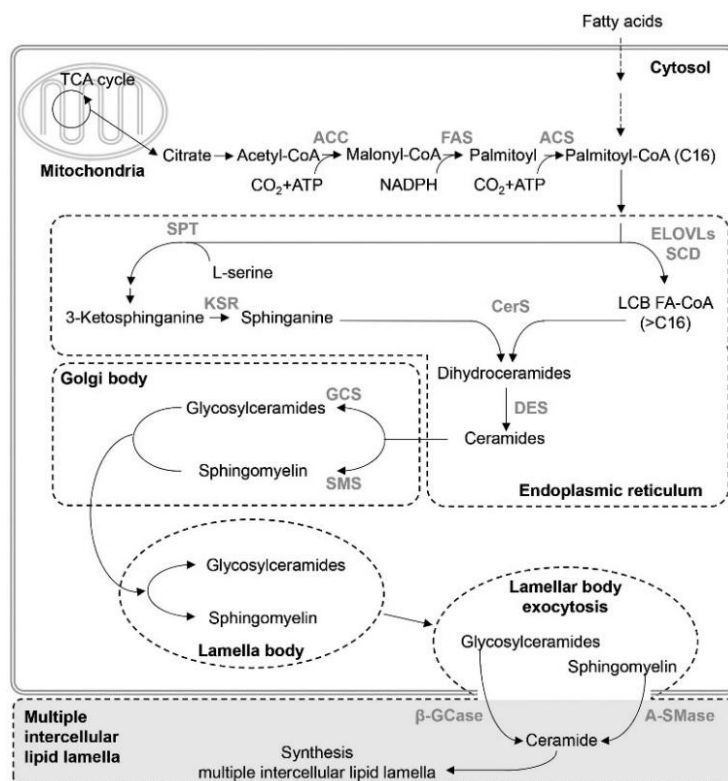 Fatty acids
Cytosol
TCA cycle
Mitochondria
Citrate
Acetyl-CoA
ACC
CO₂+ATP
Malonyl-CoA
FAS
NADPH
Palmitoyl
ACS
CO₂+ATP
Palmitoyl-CoA (C16)
SPT
L-serine
ELOVLs
SCD
3-Ketosphinganine
KSR
Sphinganine
CerS
LCB FA-CoA
(>C16)
Dihydroceramides
DES
Ceramides
Endoplasmic reticulum
Golgi body
GCS
Glycosylceramides
Sphingomyelin
SMS
Glycosylceramides
Sphingomyelin
Lamella body
Lamellar body
exocytosis
Glycosylceramides
Sphingomyelin
β-GCase
A-SMase
Multiple
intercellular
lipid lamella
Ceramide
Synthesis
multiple intercellular lipid lamella